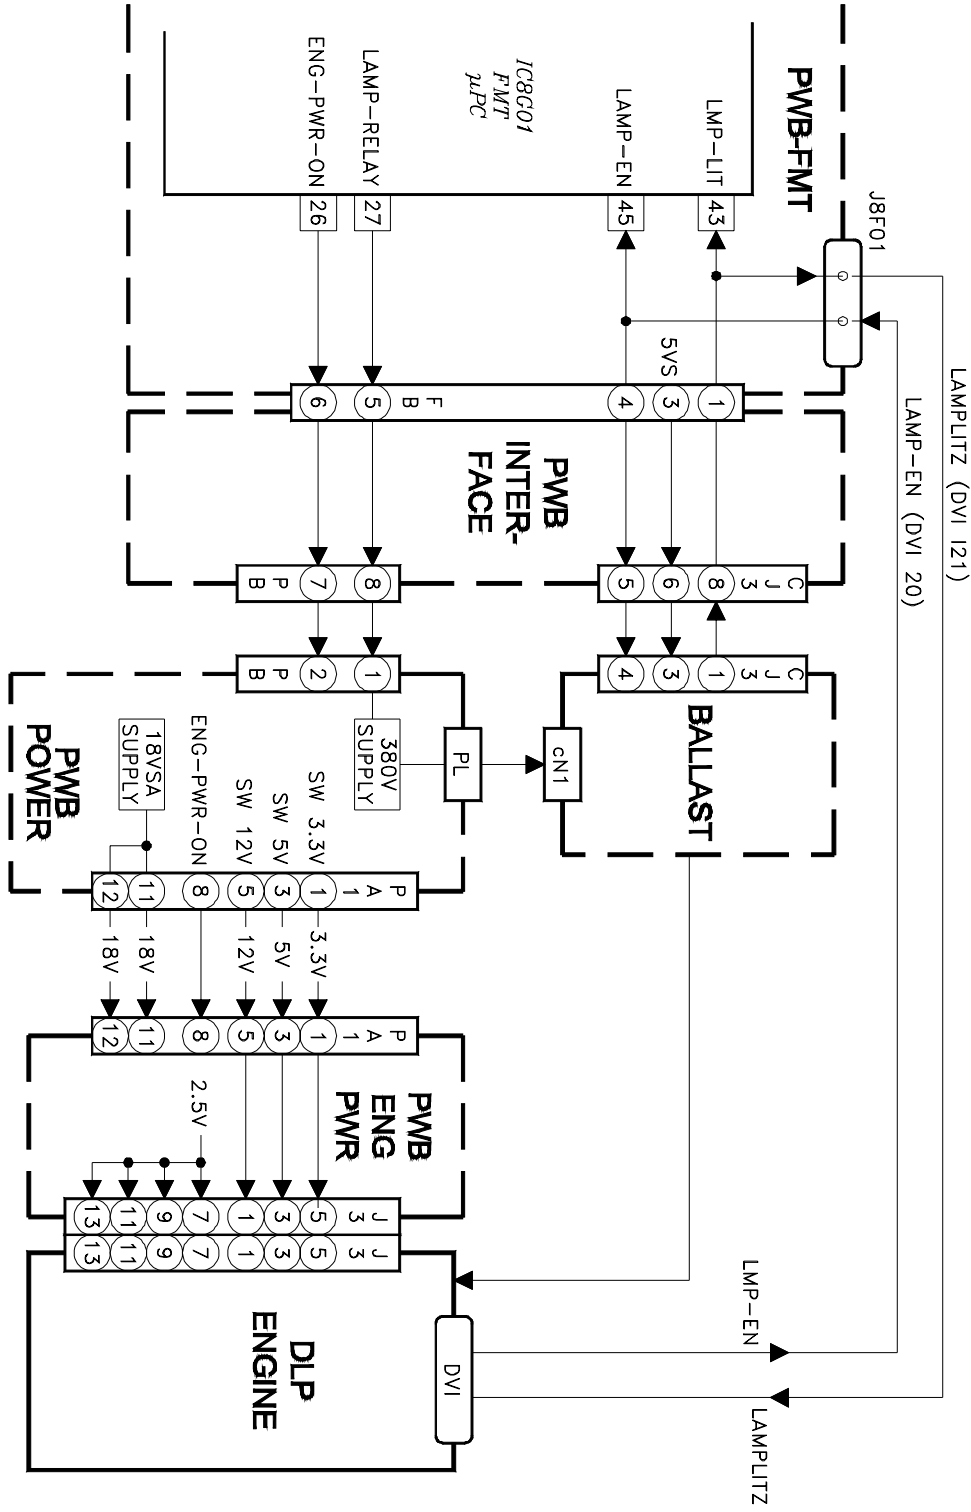 LAMPLITZ (DVI I21)
LAMP-EN (DVI 20)
LMP-EN
LAMPLITZ
J8F01
PWB-FMT
LMP-LIT
43
LAMP-EN
45
IC8G01
FMT
µPC
LAMP-RELAY
27
ENG-PWR-ON
26
1
5VS
3
4
F
B
5
6
PWB
INTER-
FACE
C
J
3
8
6
5
8
P
B
7
C
J
3
1
3
4
BALLAST
cN1
PL
1
P
B
2
380V
SUPPLY
SW 3.3V
SW 5V
SW 12V
ENG-PWR-ON
18VSA
SUPPLY
PWB
POWER
P
A
1
1
3
5
8
11
12
3.3V
5V
12V
18V
18V
P
A
1
1
3
5
8
11
12
PWB
ENG
PWR
2.5V
J
3
5
3
1
7
9
11
13
J
3
5
3
1
7
9
11
13
DVI
DLP
ENGINE